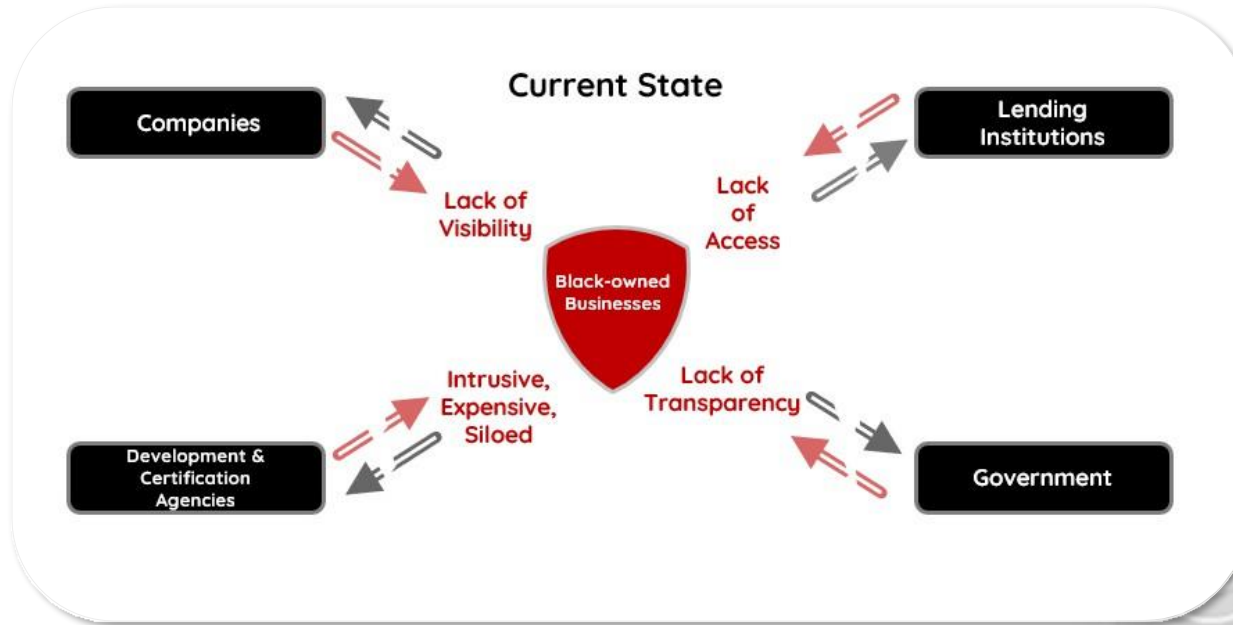 Current State
Companies
Lending
Institutions
Lack of
Visibility
Lack
of
Access
Black-owned
Businesses
Intrusive,
Expensive,
Siloed
Lack of
Transparency
Development &
Certification
Agencies
Government